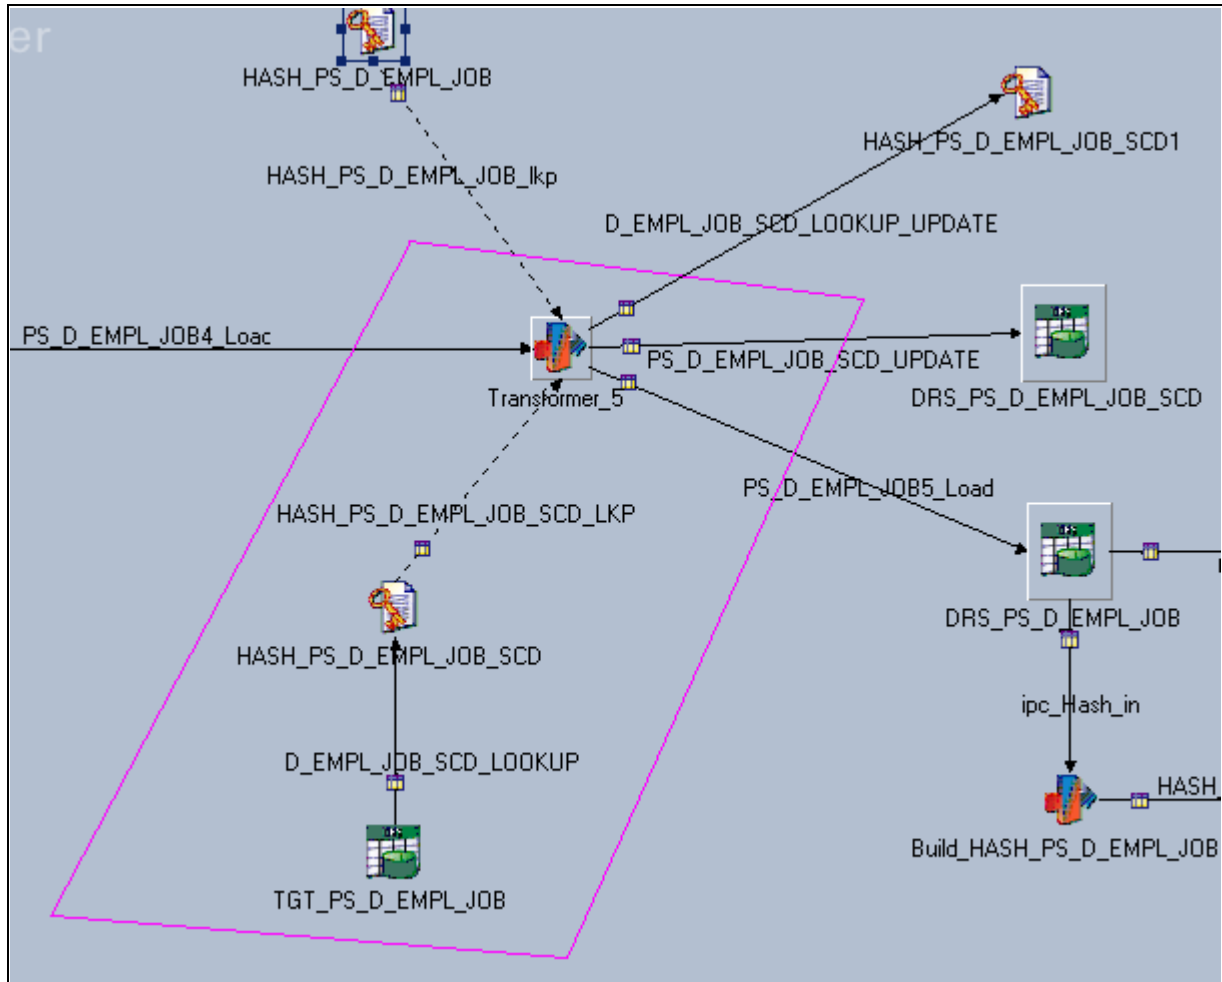 er
HASH_PS_D_EMPL_JOB
HASH_PS_D_EMPL_JOB_SCD1
HASH_PS_D_EMPL_JOB_lkp
D_EMPL_JOB_SCD_LOOKUP_UPDATE
PS_D_EMPL_JOB4_Loac
PS_D_EMPL_JOB_SCD_UPDATE
Transformer_5
DRS_PS_D_EMPL_JOB_SCD
PS_D_EMPL_JOB5_Load
HASH_PS_D_EMPL_JOB_SCD_LKP
DRS_PS_D_EMPL_JOB
HASH_PS_D_EMPL_JOB_SCD
ipc_Hash_in
D_EMPL_JOB_SCD_LOOKUP
HASH_
Build_HASH_PS_D_EMPL_JOB
TGT_PS_D_EMPL_JOB